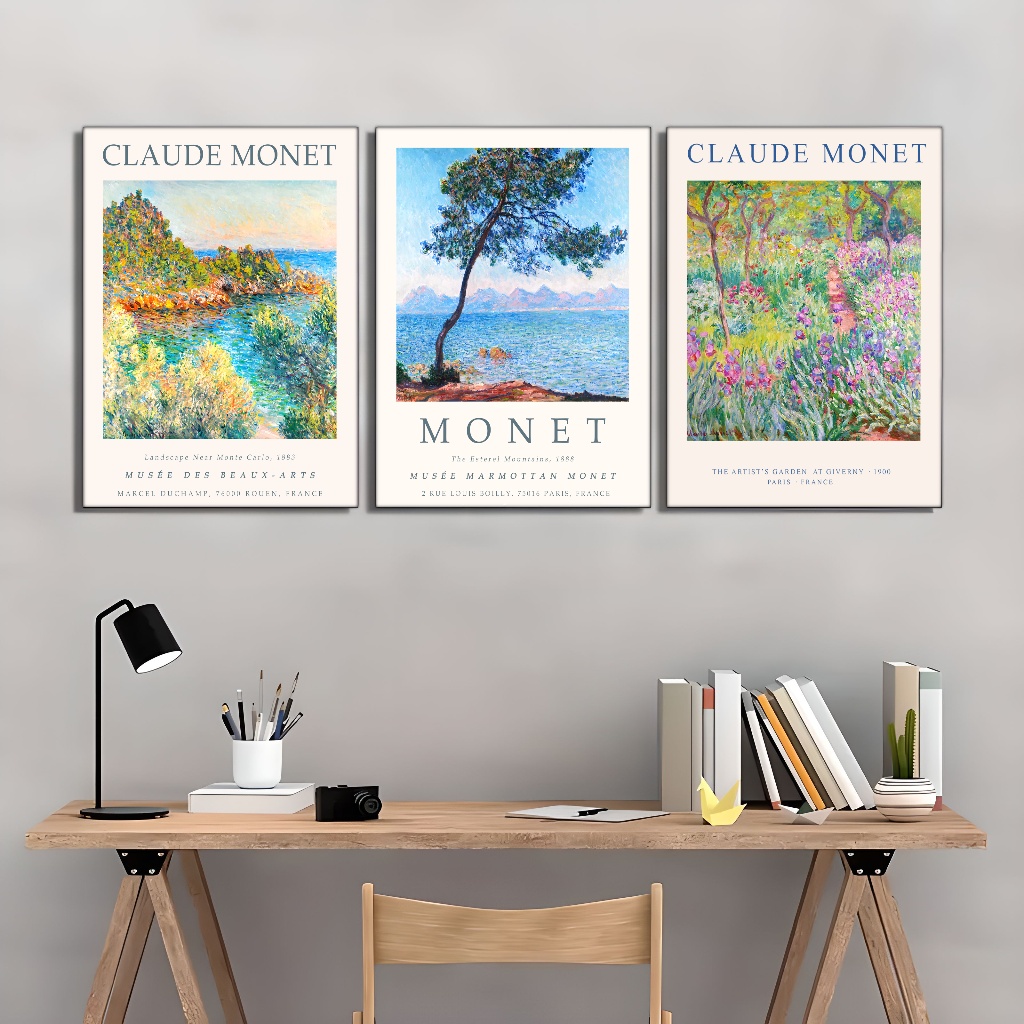 CLAUDE MONET
Landscape Near Monte Carlo, 1883
MUSÉE DES BEAUX-ARTS
MARCEL DUCHAMP, 76000 ROUEN, FRANCE
MONET
The Esterel Mountains, 1888
MUSÉE MARMOTTAN MONET
2 RUE LOUIS BOILLY, 75016 PARIS, FRANCE
CLAUDE MONET
THE ARTIST'S GARDEN AT GIVERNY · 1900
PARIS · FRANCE